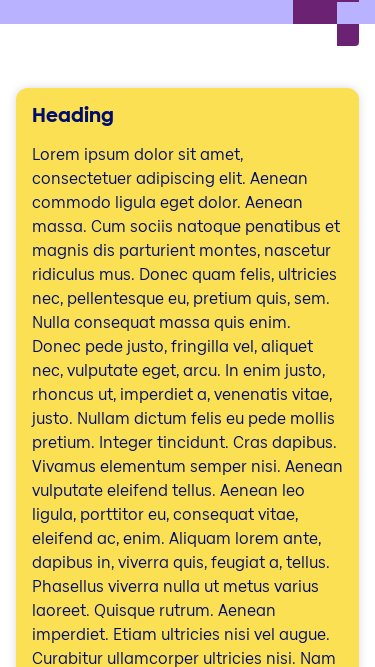 Heading
Lorem ipsum dolor sit amet,
consectetuer adipiscing elit. Aenean
commodo ligula eget dolor. Aenean
massa. Cum sociis natoque penatibus et
magnis dis parturient montes, nascetur
ridiculus mus. Donec quam felis, ultricies
nec, pellentesque eu, pretium quis, sem.
Nulla consequat massa quis enim.
Donec pede justo, fringilla vel, aliquet
nec, vulputate eget, arcu. In enim justo,
rhoncus ut, imperdiet a, venenatis vitae,
justo. Nullam dictum felis eu pede mollis
pretium. Integer tincidunt. Cras dapibus.
Vivamus elementum semper nisi. Aenean
vulputate eleifend tellus. Aenean leo
ligula, porttitor eu, consequat vitae,
eleifend ac, enim. Aliquam lorem ante,
dapibus in, viverra quis, feugiat a, tellus.
Phasellus viverra nulla ut metus varius
laoreet. Quisque rutrum. Aenean
imperdiet. Etiam ultricies nisi vel augue.
Curabitur ullamcorper ultricies nisi. Nam